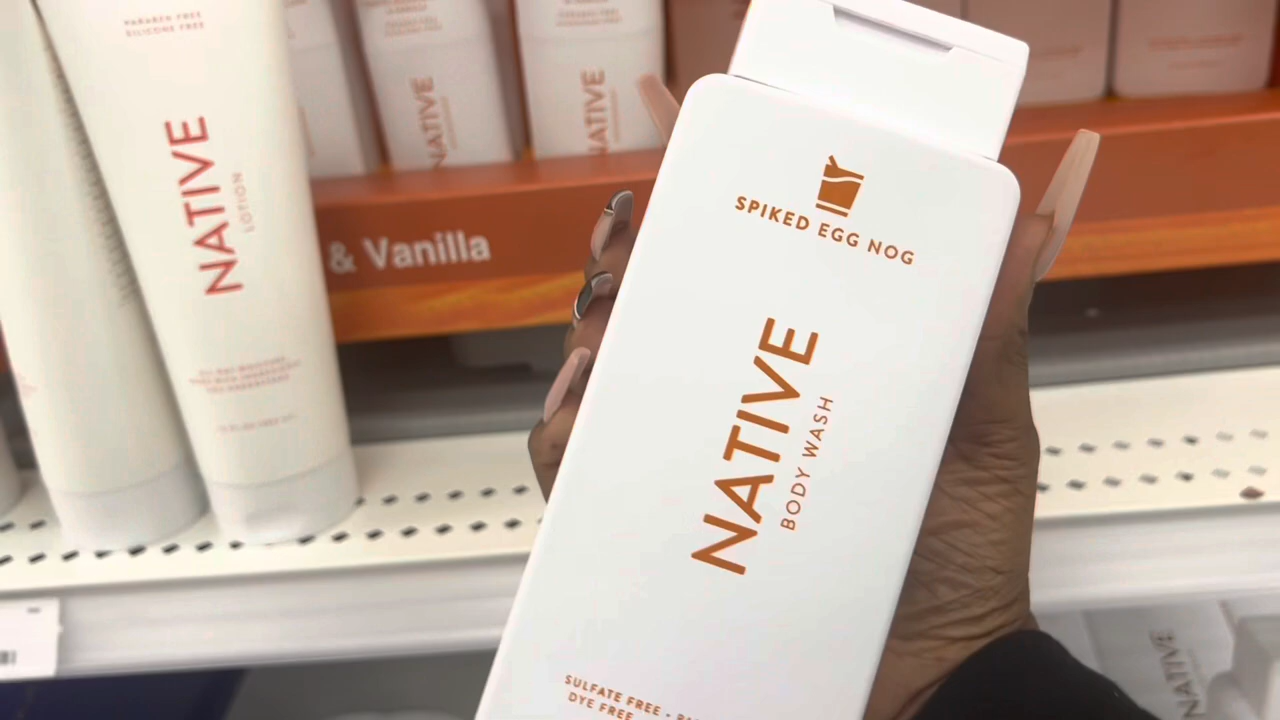 PARABEN FREE
SILICONE FREE
NATIVE
LOTION
NATIVE
NATIVE
& Vanilla
SPIKED EGG NOG
NATIVE
BODY WASH
SULFATE FREE •
DYE FREE
NATIVE